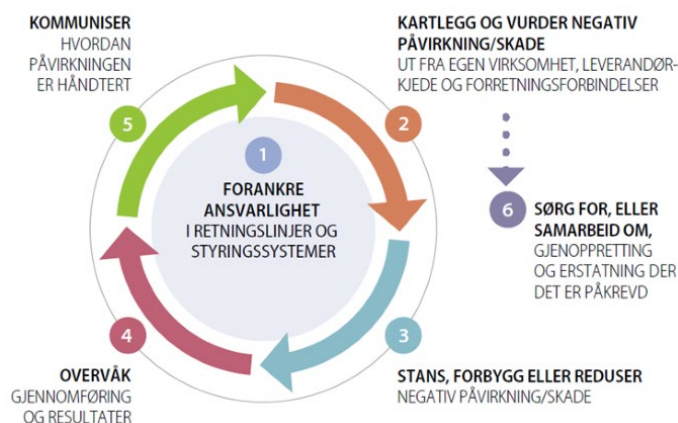 1
FORANKRE
ANSVARLIGHET
I RETNINGSLINJER OG
STYRINGSSYSTEMER
2
KARTLEGG OG VURDER NEGATIV
PÅVIRKNING/SKADE
UT FRA EGEN VIRKSOMHET, LEVERANDØR-
KJEDE OG FORRETNINGSFORBINDELSER
3
STANS, FORBYGG ELLER REDUSER
NEGATIV PÅVIRKNING/SKADE
4
OVERVÅK
GJENNOMFØRING
OG RESULTATER
5
KOMMUNISER
HVORDAN
PÅVIRKNINGEN
ER HÅNDTERT
6
SØRG FOR, ELLER
SAMARBEID OM,
GJENOPPRETTING
OG ERSTATNING DER
DET ER PÅKREVD